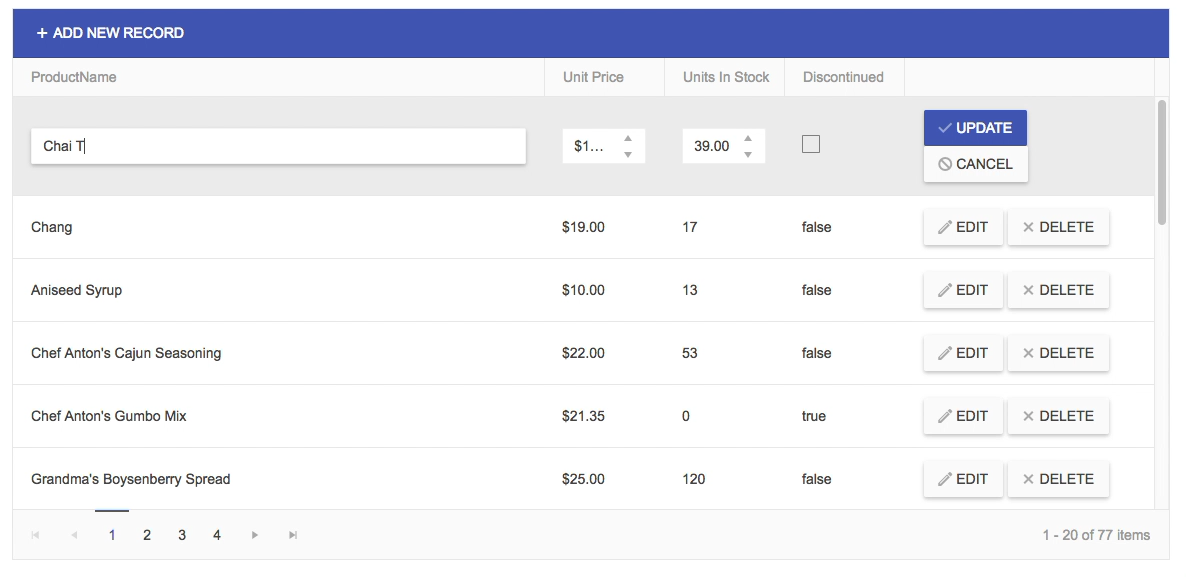 + ADD NEW RECORD
ProductName Unit Price Units In Stock Discontinued
Chai T $1... 39.00 UPDATE
CANCEL
Chang $19.00 17 false EDIT DELETE
Aniseed Syrup $10.00 13 false EDIT DELETE
Chef Anton's Cajun Seasoning $22.00 53 false EDIT DELETE
Chef Anton's Gumbo Mix $21.35 0 true EDIT DELETE
Grandma's Boysenberry Spread $25.00 120 false EDIT DELETE
1 2 3 4 1 - 20 of 77 items